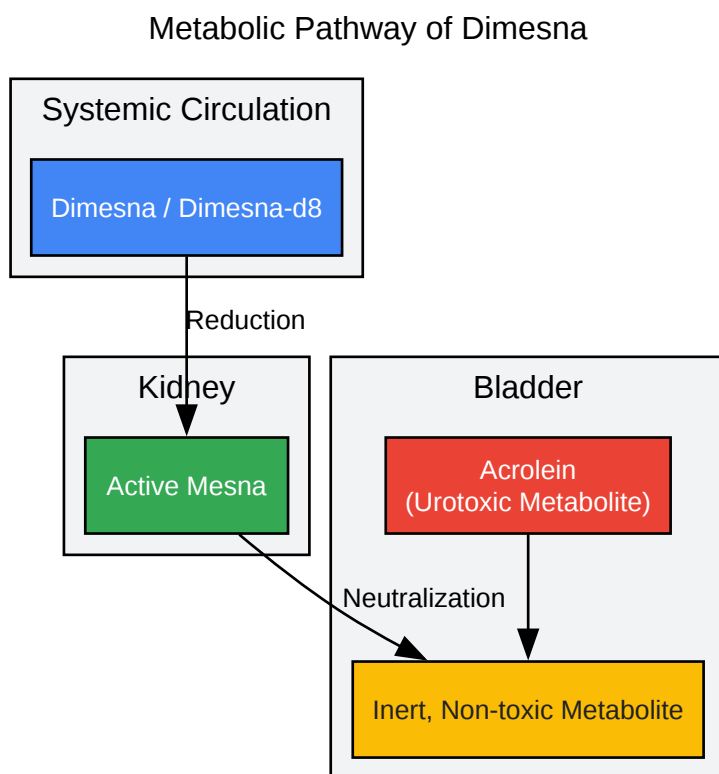 Metabolic Pathway of Dimesna
Systemic Circulation
Dimesna / Dimesna-d8
Reduction
Kidney
Active Mesna
Bladder
Acrolein
(Urotoxic Metabolite)
Neutralization
Inert, Non-toxic Metabolite